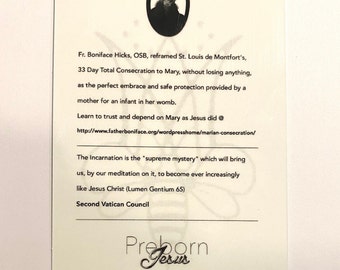 Fr. Boniface Hicks, OSB, reframed St. Louis de Montfort's,
33 Day Total Consecration to Mary, without losing anything,
as the perfect embrace and safe protection provided by a
mother for an infant in her womb.
Learn to trust and depend on Mary as Jesus did @
http://www.fatherboniface.org/wordpresshome/marian-consecration/
The Incarnation is the "supreme mystery" which will bring
us, by our meditation on it, to become ever increasingly
like Jesus Christ (Lumen Gentium 65)
Second Vatican Council
Preborn
Jesus